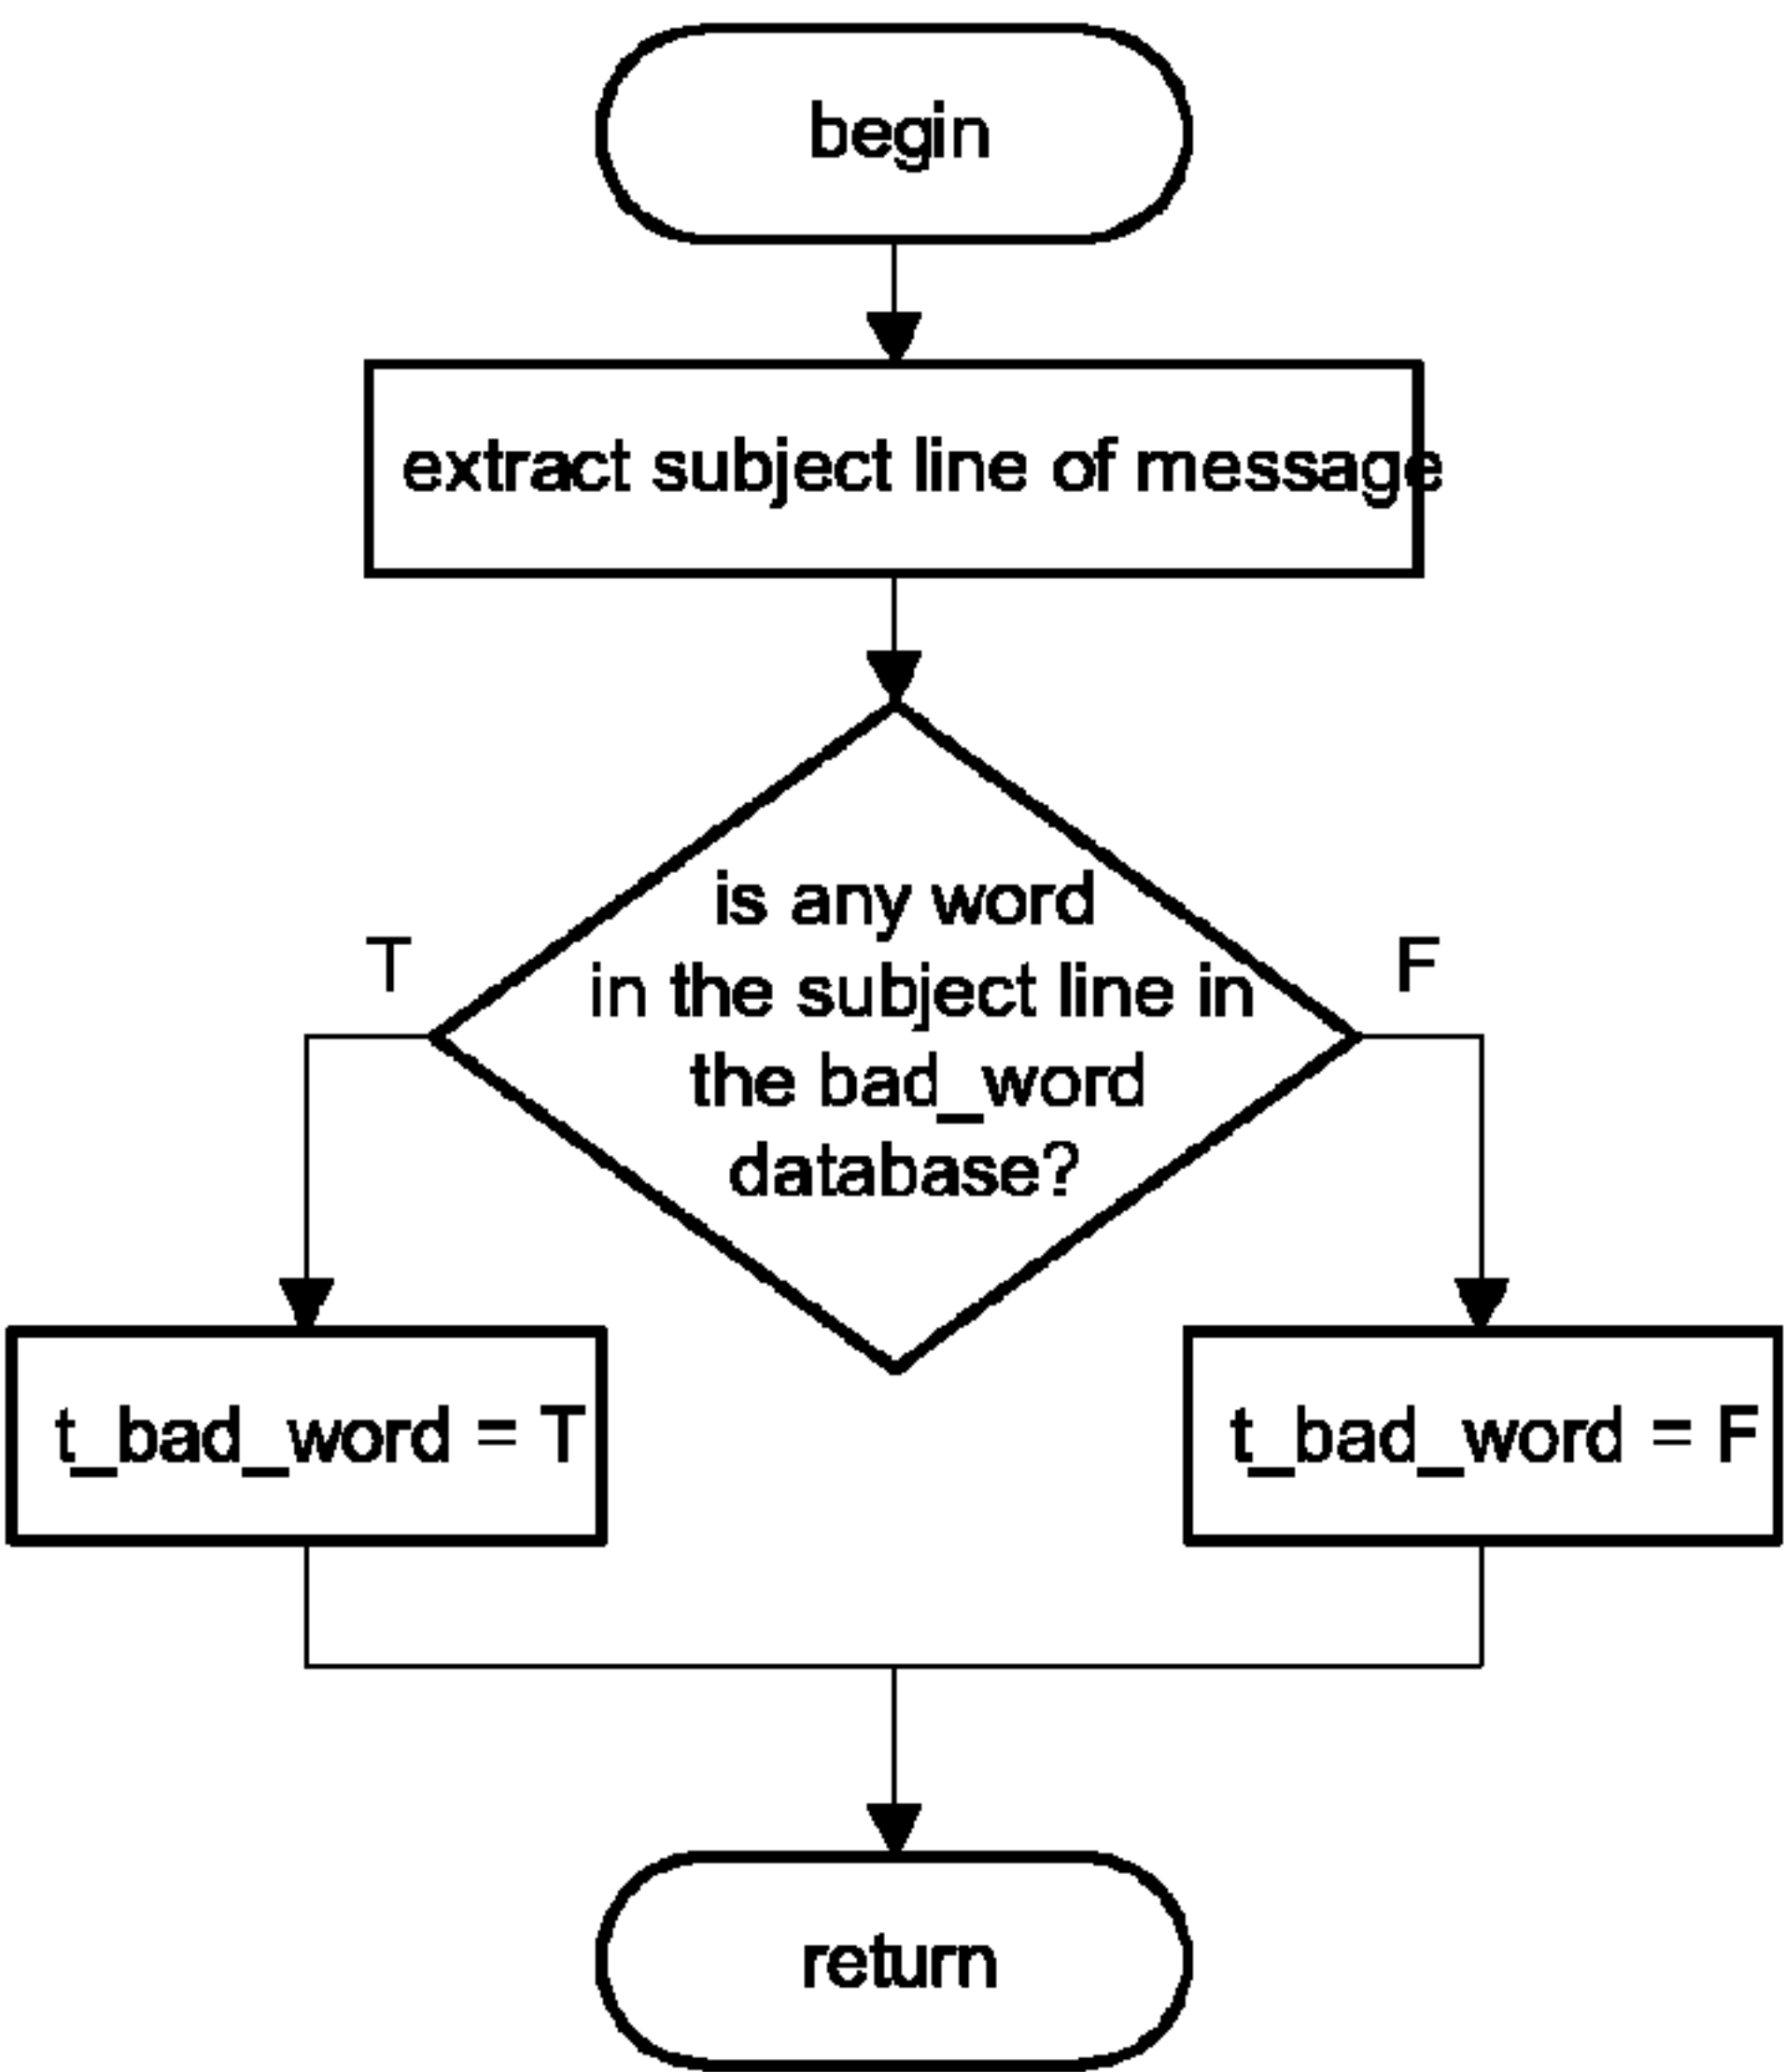 begin
extract subject line of message
is any word
in the subject line in
the bad_word
database?
T
F
t_bad_word = T
t_bad_word = F
return